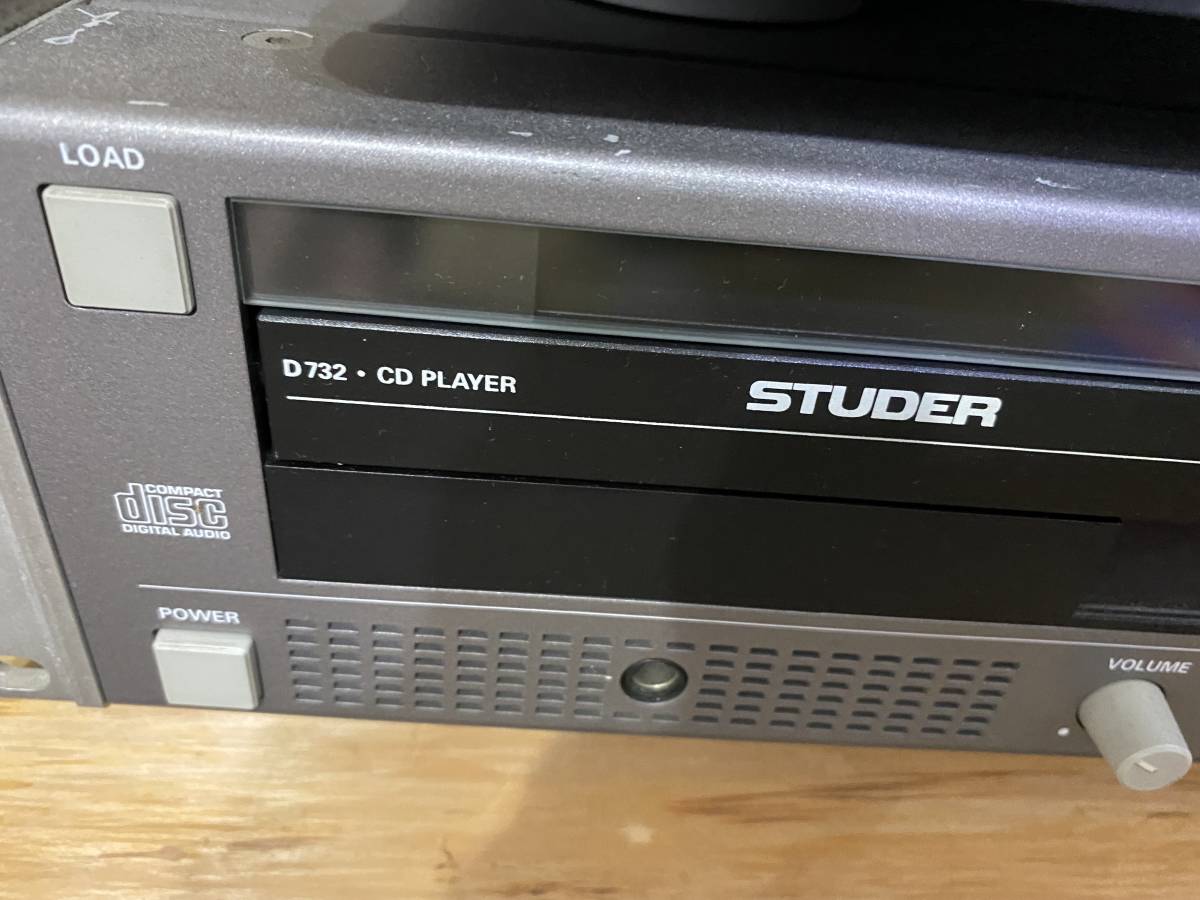 LOAD
D732 • CD PLAYER
STUDER
COMPACT
disc
DIGITAL AUDIO
POWER
VOLUME